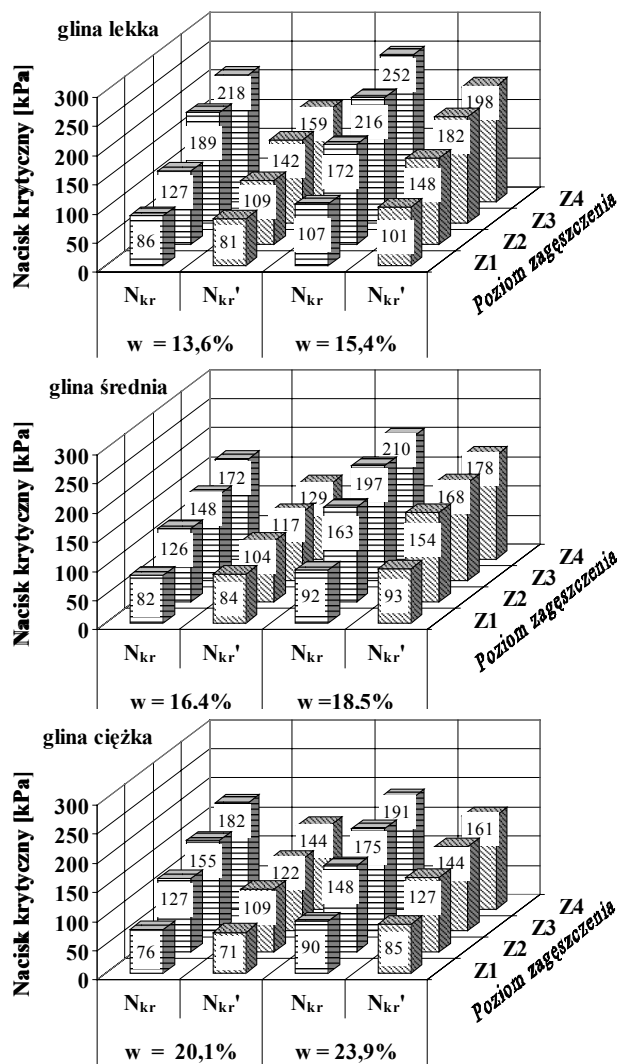 glina lekka
Nacisk krytyczny [kPa]
300
250
200
150
100
50
0
218 252 198
189 159 216 182
127 142 172 148
86 109 107 101
81
Z4
Z3
Z2
Z1
Poziom zagęszczenia
Nkr Nkr' Nkr Nkr'
w = 13,6% w = 15,4%
glina średnia
Nacisk krytyczny [kPa]
300
250
200
150
100
50
0
172 210 178
148 129 197 168
126 117 163 154
82 104 92 93
84
Z4
Z3
Z2
Z1
Poziom zagęszczenia
Nkr Nkr' Nkr Nkr'
w = 16,4% w =18,5%
glina ciężka
Nacisk krytyczny [kPa]
300
250
200
150
100
50
0
182 191 161
155 144 175 144
127 122 148 127
76 109 90 85
71
Z4
Z3
Z2
Z1
Poziom zagęszczenia
Nkr Nkr' Nkr Nkr'
w = 20,1% w = 23,9%